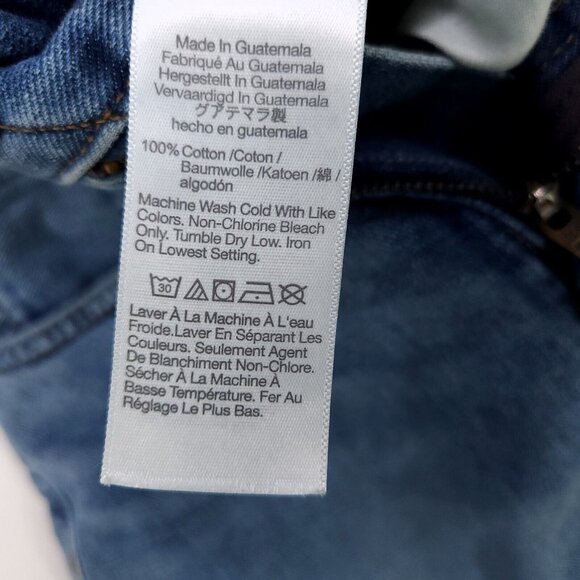 Made In Guatemala
Fabriqué Au Guatemala
Hergestellt In Guatemala
Vervaardigd In Guatemala
グアテマラ製
hecho en guatemala
100% Cotton /Coton /
Baumwolle /Katoen /綿 /
algodón
Machine Wash Cold With Like
Colors. Non-Chlorine Bleach
Only. Tumble Dry Low. Iron
On Lowest Setting.
30
Laver À La Machine À L'eau
Froide.Laver En Séparant Les
Couleurs. Seulement Agent
De Blanchiment Non-Chlore.
Sécher À La Machine À
Basse Température. Fer Au
Réglage Le Plus Bas.